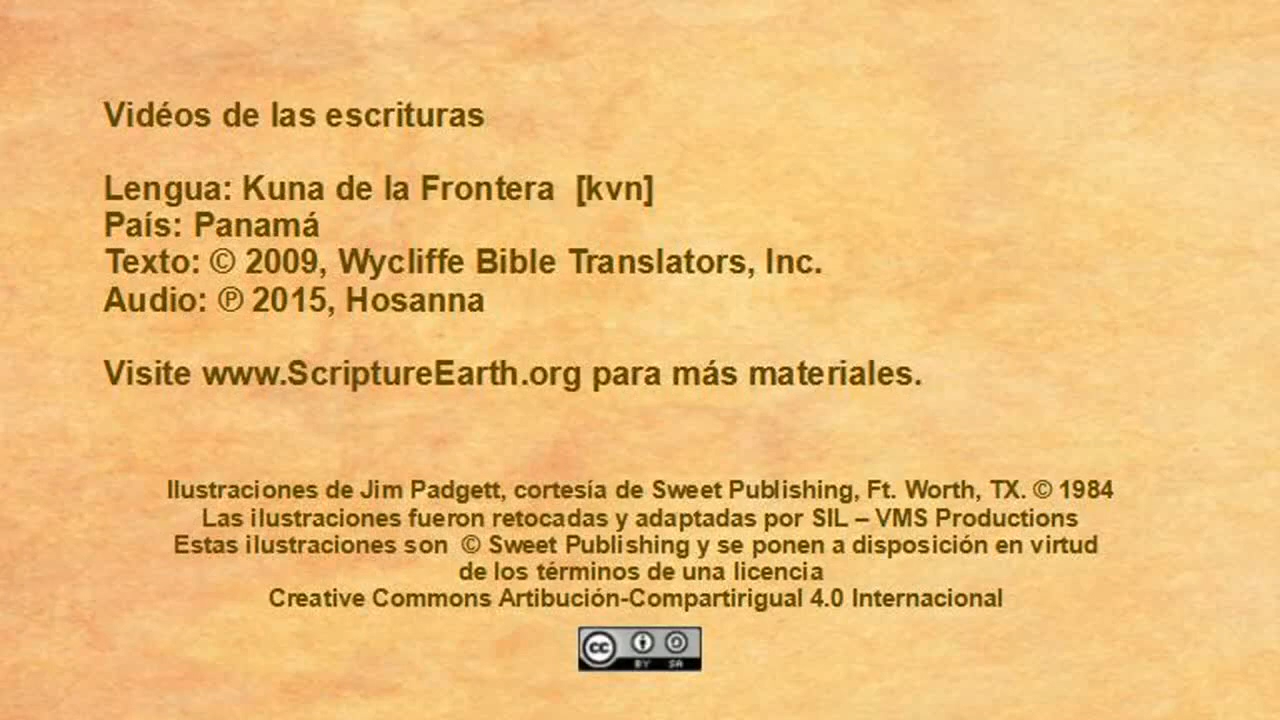 Vidéos de las escrituras
Lengua: Kuna de la Frontera [kvn]
País: Panamá
Texto: © 2009, Wycliffe Bible Translators, Inc.
Audio: ℗ 2015, Hosanna
Visite www.ScriptureEarth.org para más materiales.
Ilustraciones de Jim Padgett, cortesía de Sweet Publishing, Ft. Worth, TX. © 1984
Las ilustraciones fueron retocadas y adaptadas por SIL – VMS Productions
Estas ilustraciones son © Sweet Publishing y se ponen a disposición en virtud
de los términos de una licencia
Creative Commons Artibución-Compartirigual 4.0 Internacional
cc BY SA